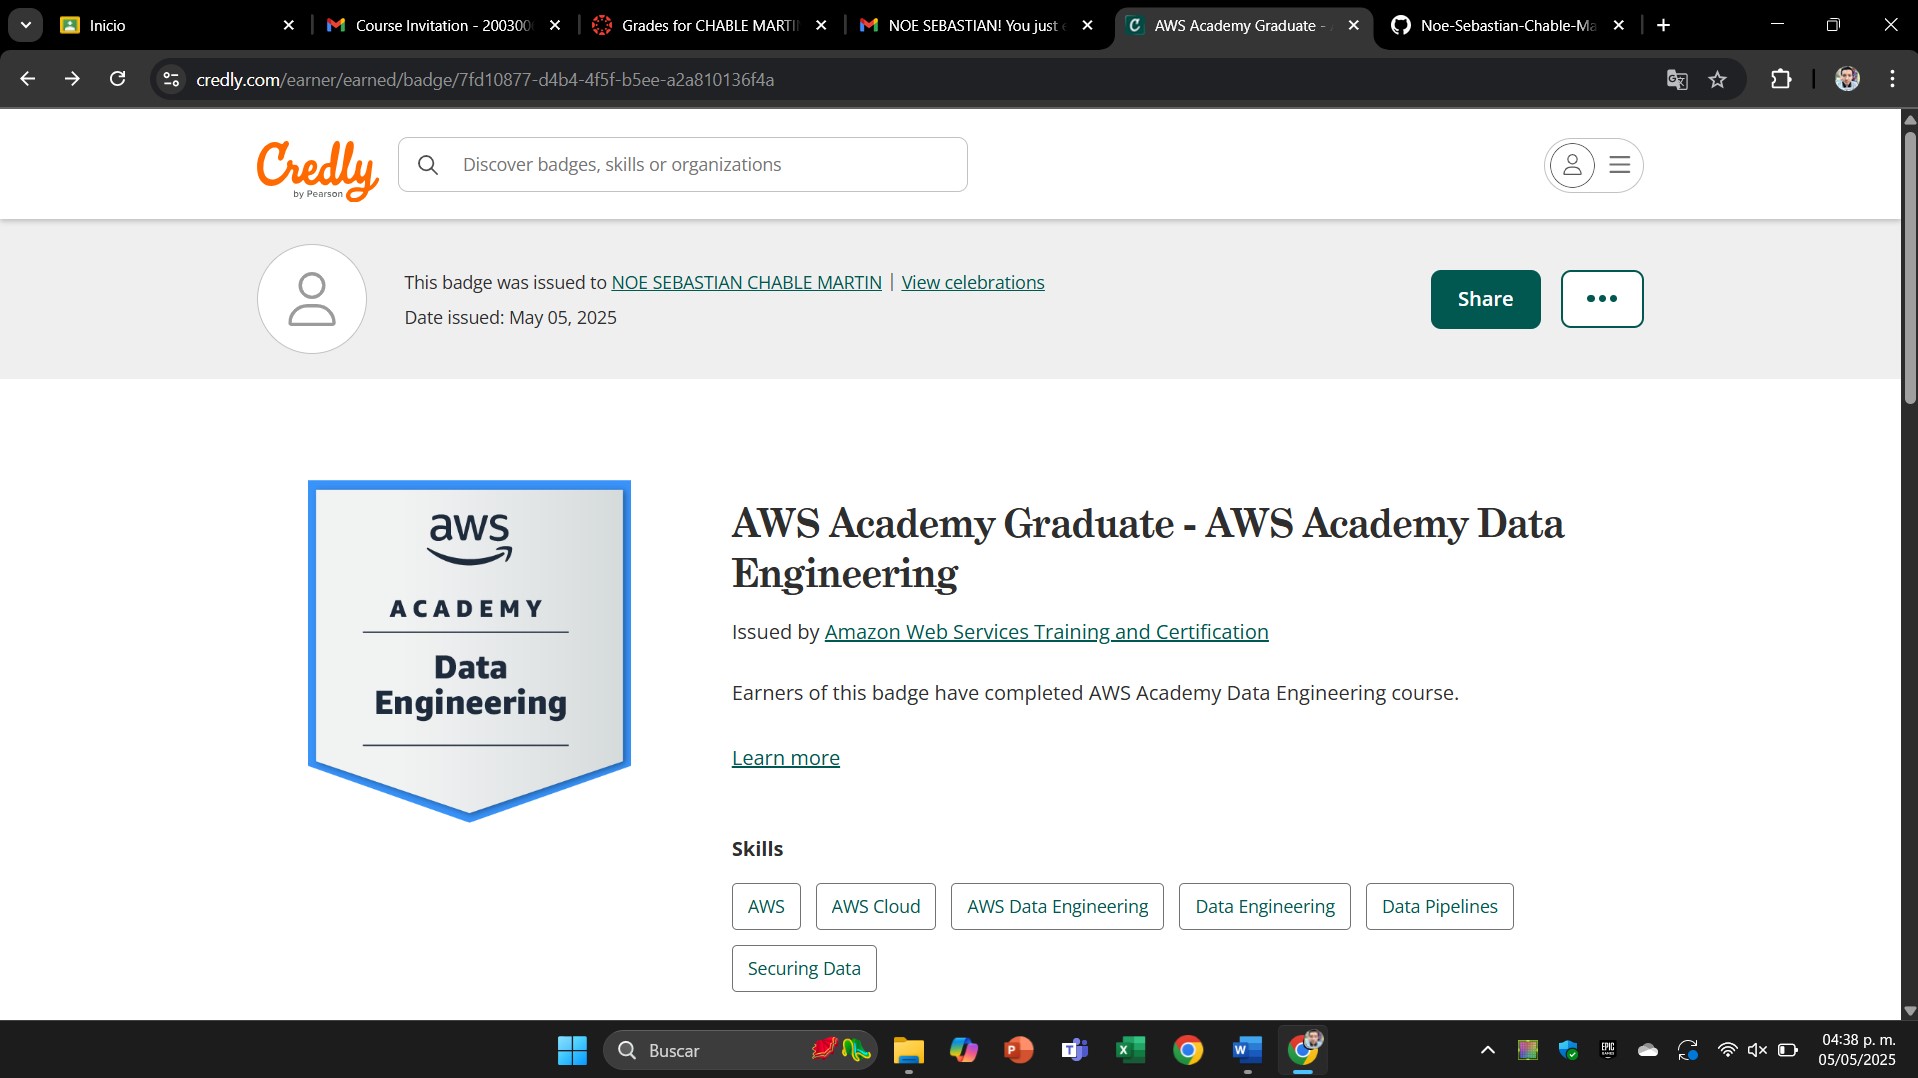 Inicio
Course Invitation - 200300
Grades for CHABLE MARTI
NOE SEBASTIAN! You just e
AWS Academy Graduate -
Noe-Sebastian-Chable-Ma
credly.com/earner/earned/badge/7fd10877-d4b4-4f5f-b5ee-a2a810136f4a
Credly
by Pearson
Discover badges, skills or organizations
This badge was issued to NOE SEBASTIAN CHABLE MARTIN | View celebrations
Date issued: May 05, 2025
Share
•••
aws
ACADEMY
Data
Engineering
AWS Academy Graduate - AWS Academy Data
Engineering
Issued by Amazon Web Services Training and Certification
Earners of this badge have completed AWS Academy Data Engineering course.
Learn more
Skills
AWS
AWS Cloud
AWS Data Engineering
Data Engineering
Data Pipelines
Securing Data
Buscar
04:38 p. m.
05/05/2025